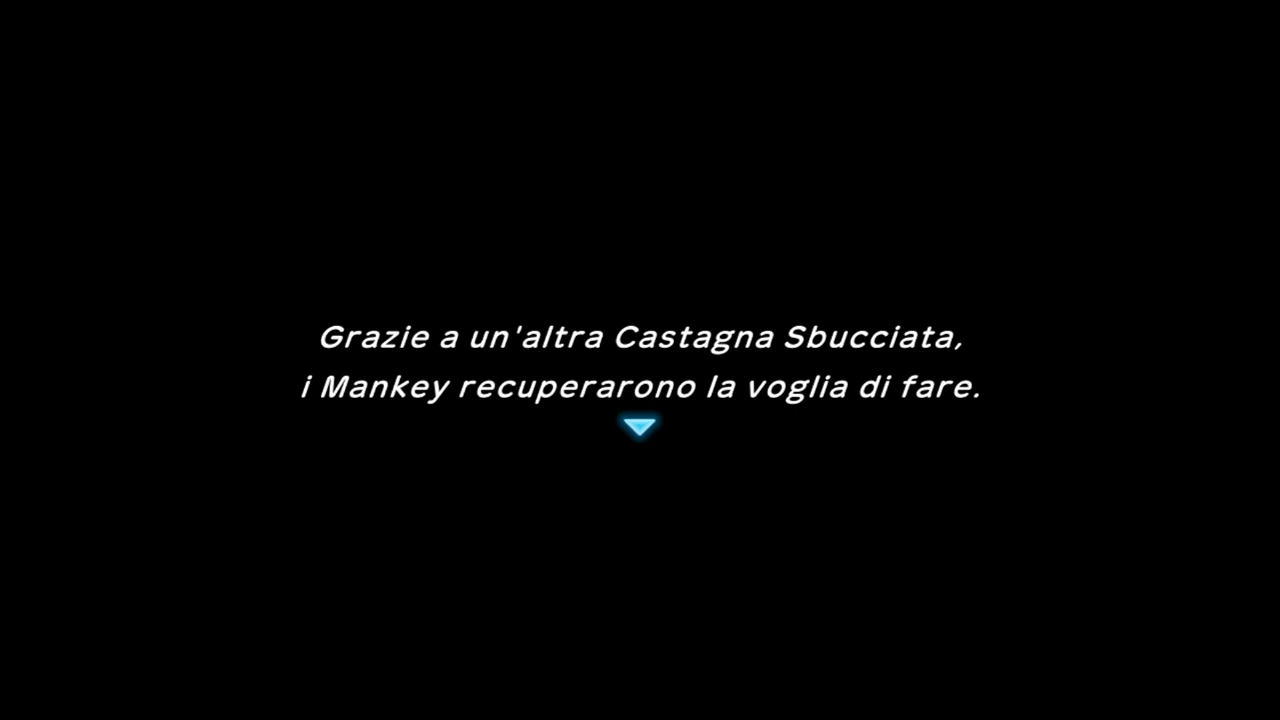 Grazie a un'altra Castagna Sbucciata,
i Mankey recuperarono la voglia di fare.